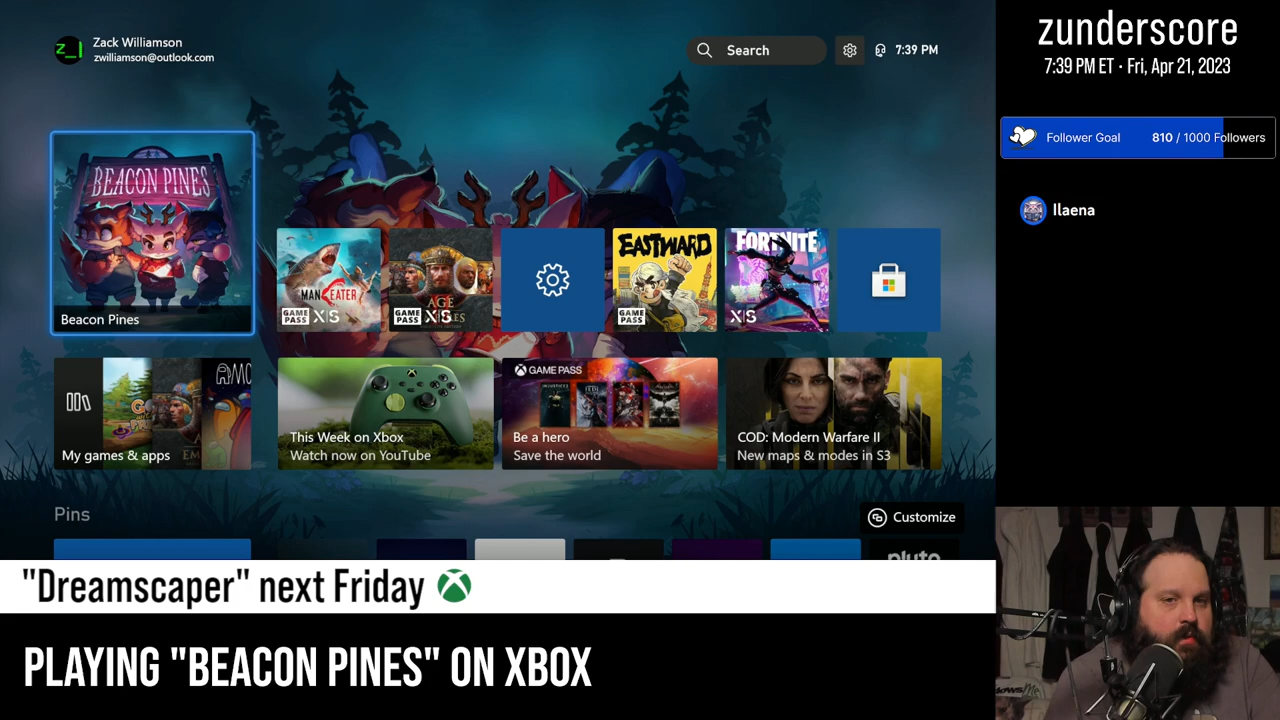 Zack Williamson
zwilliamson@outlook.com
Search
7:39 PM
BEACON PINES
Beacon Pines
MANEATER
GAME PASS X|S
AGE
GAME PASS X|S
EASTWARD
GAME PASS
FORTNITE
X|S
My games & apps
This Week on Xbox
Watch now on YouTube
GAME PASS
Be a hero
Save the world
COD: Modern Warfare II
New maps & modes in S3
Pins
Customize
pluto
"Dreamscaper" next Friday
PLAYING "BEACON PINES" ON XBOX
zunderscore
7:39 PM ET · Fri, Apr 21, 2023
Follower Goal 810 / 1000 Followers
Ilaena